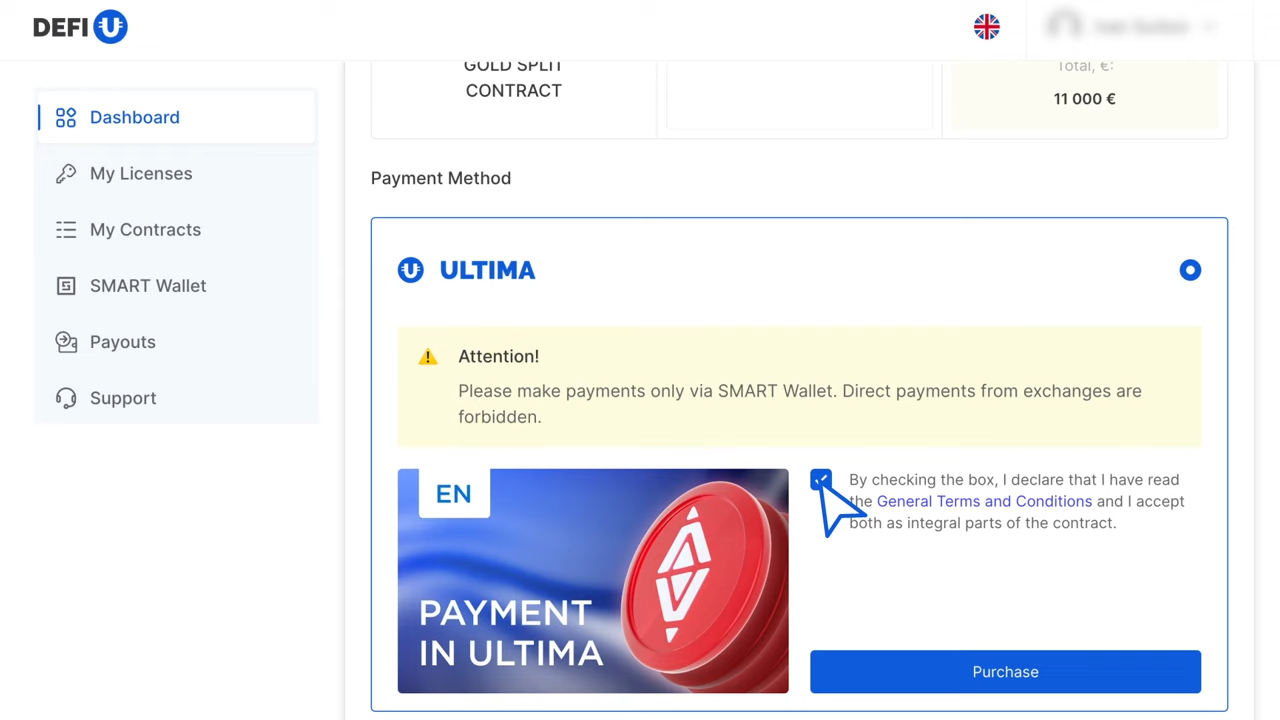 DEFI U
GOLD SPLIT
CONTRACT
Total, €:
11 000 €
Dashboard
My Licenses
My Contracts
SMART Wallet
Payouts
Support
Payment Method
ULTIMA
Attention!
Please make payments only via SMART Wallet. Direct payments from exchanges are
forbidden.
EN
PAYMENT
IN ULTIMA
By checking the box, I declare that I have read
the General Terms and Conditions and I accept
both as integral parts of the contract.
Purchase